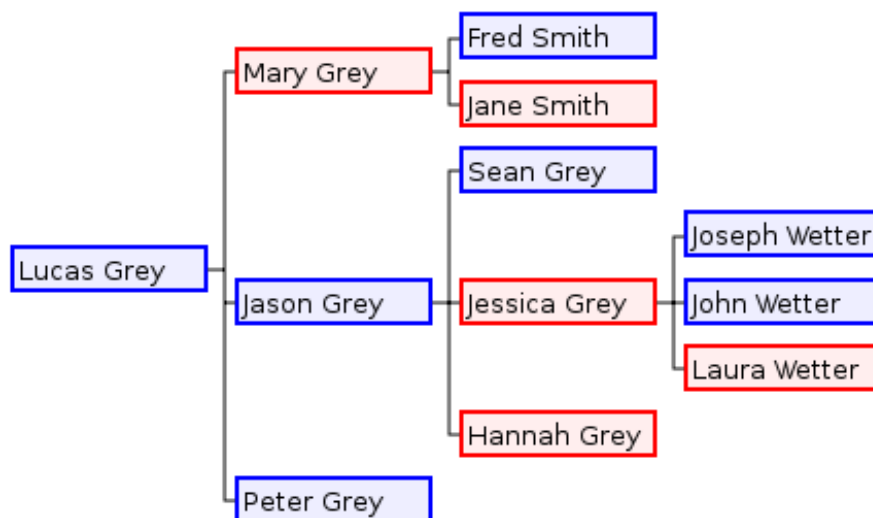 Fred Smith
Mary Grey
Jane Smith
Sean Grey
Joseph Wetter
Lucas Grey
Jason Grey
Jessica Grey
John Wetter
Laura Wetter
Hannah Grey
Peter Grey